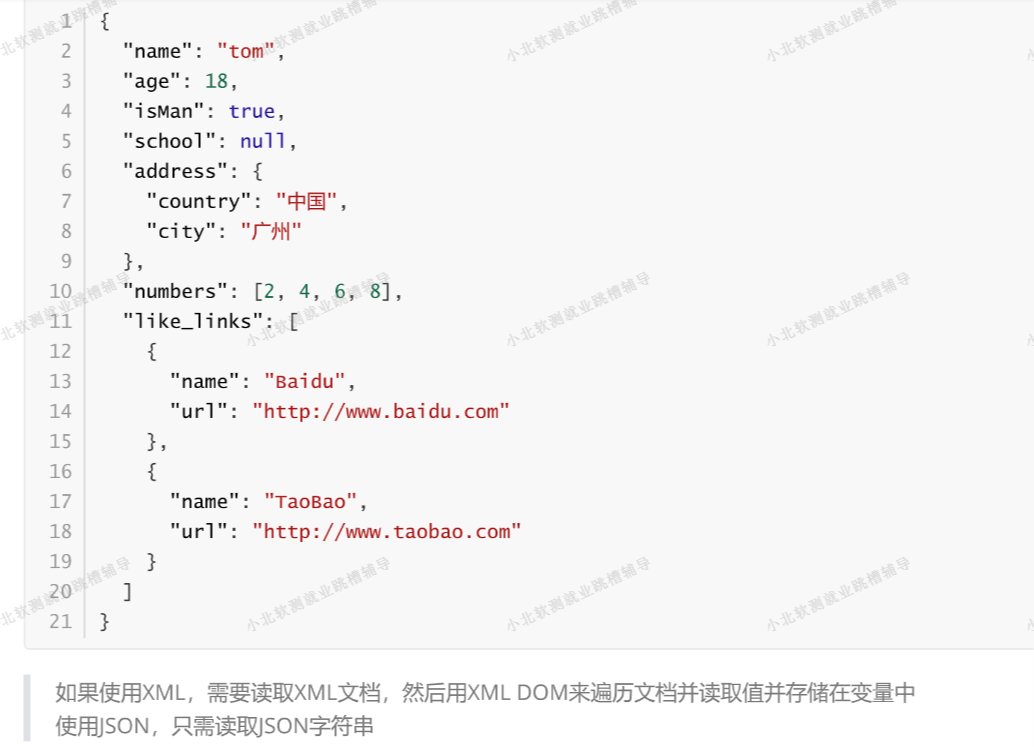 1 {
2 "name": "tom",
3 "age": 18,
4 "isMan": true,
5 "school": null,
6 "address": {
7 "country": "中国",
8 "city": "广州"
9 },
10 "numbers": [2, 4, 6, 8],
11 "like_links": [
12 {
13 "name": "Baidu",
14 "url": "http://www.baidu.com"
15 },
16 {
17 "name": "TaoBao",
18 "url": "http://www.taobao.com"
19 }
20 ]
21 }
如果使用XML，需要读取XML文档，然后用XML DOM来遍历文档并读取值并存储在变量中
使用JSON，只需读取JSON字符串
小北软测就业跳槽辅导